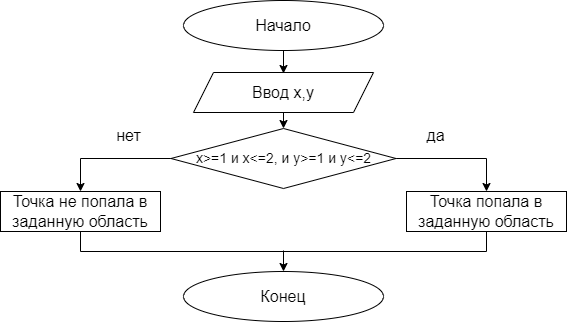 Начало
Ввод x,y
нет
да
x>=1 и x<=2, и y>=1 и y<=2
Точка не попала в
заданную область
Точка попала в
заданную область
Конец